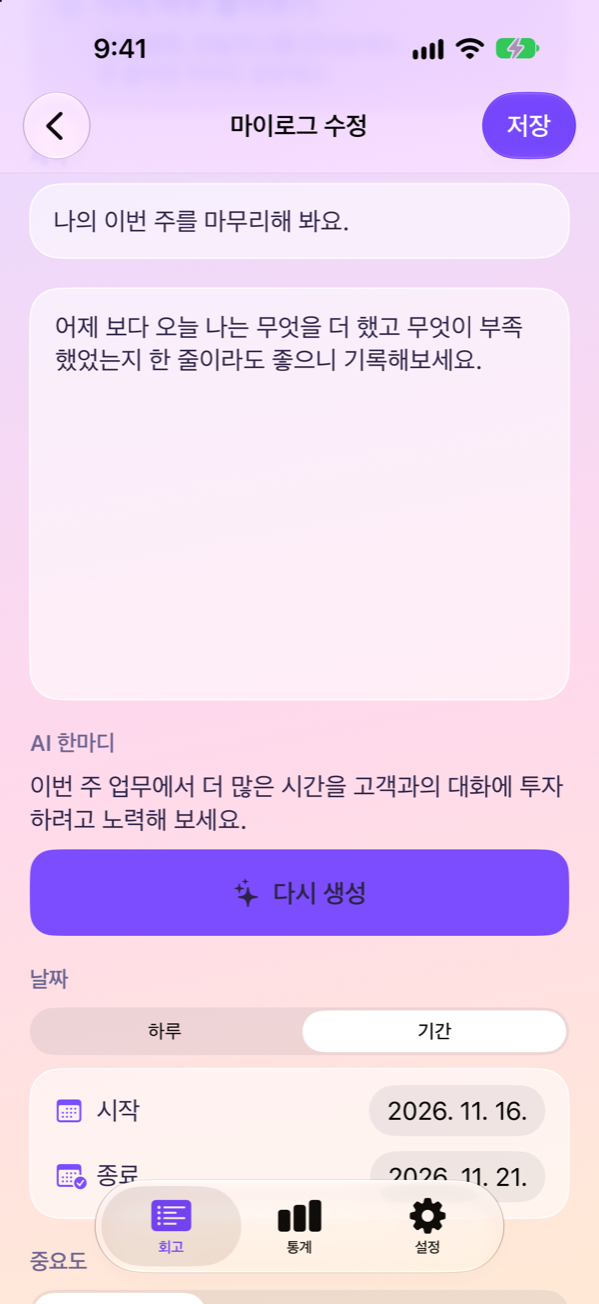 9:41
마이로그 수정
저장
나의 이번 주를 마무리해 봐요.
어제 보다 오늘 나는 무엇을 더 했고 무엇이 부족
했었는지 한 줄이라도 좋으니 기록해보세요.
AI 한마디
이번 주 업무에서 더 많은 시간을 고객과의 대화에 투자
하려고 노력해 보세요.
다시 생성
날짜
하루
기간
시작
2026. 11. 16.
종료
2026. 11. 21.
회고
통계
설정
중요도